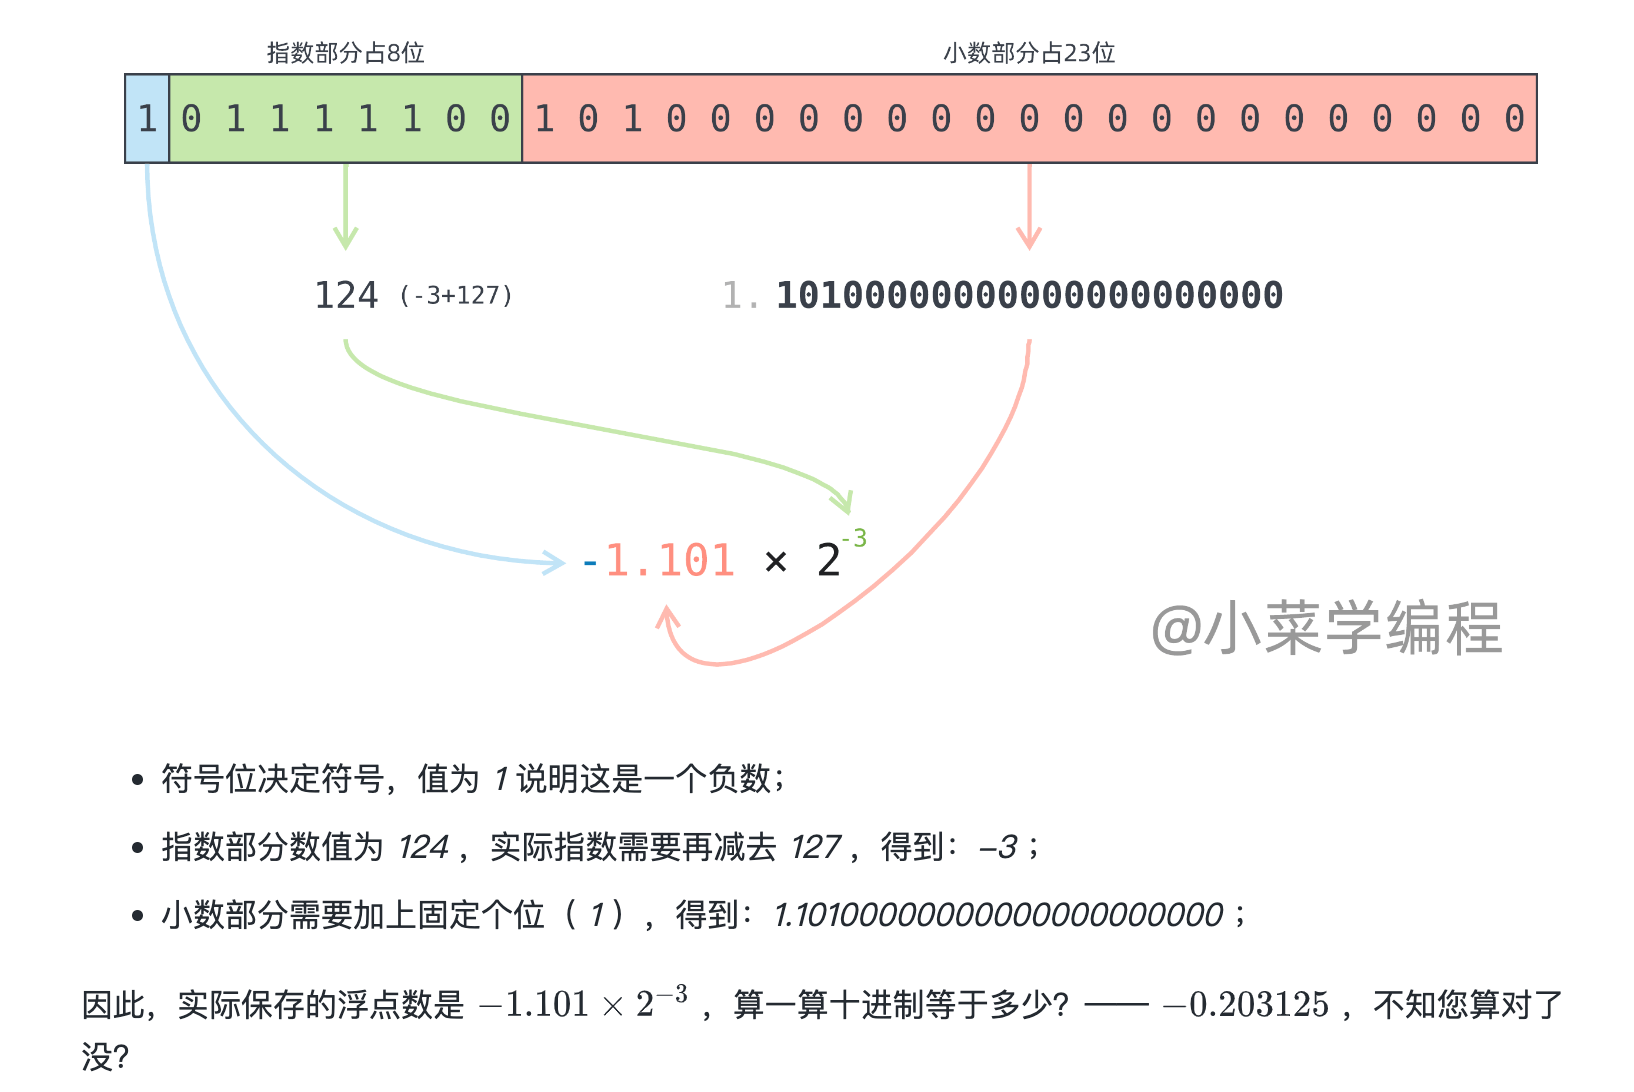 指数部分占8位 小数部分占23位
1 0 1 1 1 1 1 0 0 1 0 1 0 0 0 0 0 0 0 0 0 0 0 0 0 0 0 0 0 0 0 0
124 (-3+127) 1. 10100000000000000000000
-1.101 × 2⁻³
@小菜学编程
• 符号位决定符号，值为 1 说明这是一个负数；
• 指数部分数值为 124 ，实际指数需要再减去 127 ，得到：-3 ；
• 小数部分需要加上固定个位（ 1 ），得到：1.10100000000000000000000 ；
因此，实际保存的浮点数是 −1.101 × 2⁻³ ，算一算十进制等于多少？—— −0.203125 ，不知您算对了
没？